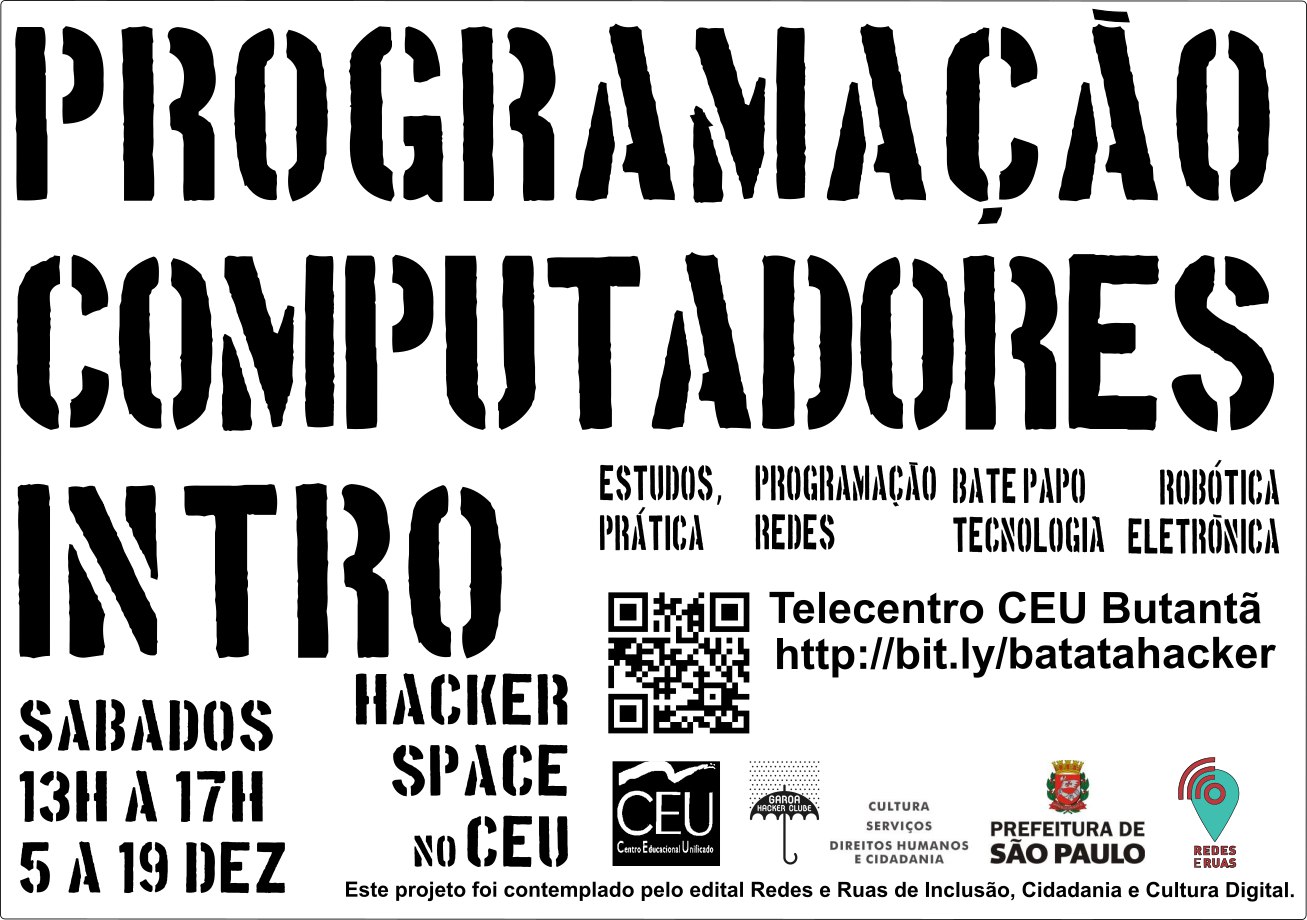 PROGRAMAÇÃO
COMPUTADORES
INTRO
ESTUDOS,
PRÁTICA
PROGRAMAÇÃO
REDES
BATE PAPO
TECNOLOGIA
ROBÓTICA
ELETRÔNICA
Telecentro CEU Butantã
http://bit.ly/batatahacker
SABADOS
13H A 17H
5 A 19 DEZ
HACKER
SPACE
NO CEU
CEU
Centro Educacional Unificado
GAROA
HACKER CLUBE
CULTURA
SERVIÇOS
DIREITOS HUMANOS
E CIDADANIA
PREFEITURA DE
SÃO PAULO
REDES
E RUAS
Este projeto foi contemplado pelo edital Redes e Ruas de Inclusão, Cidadania e Cultura Digital.